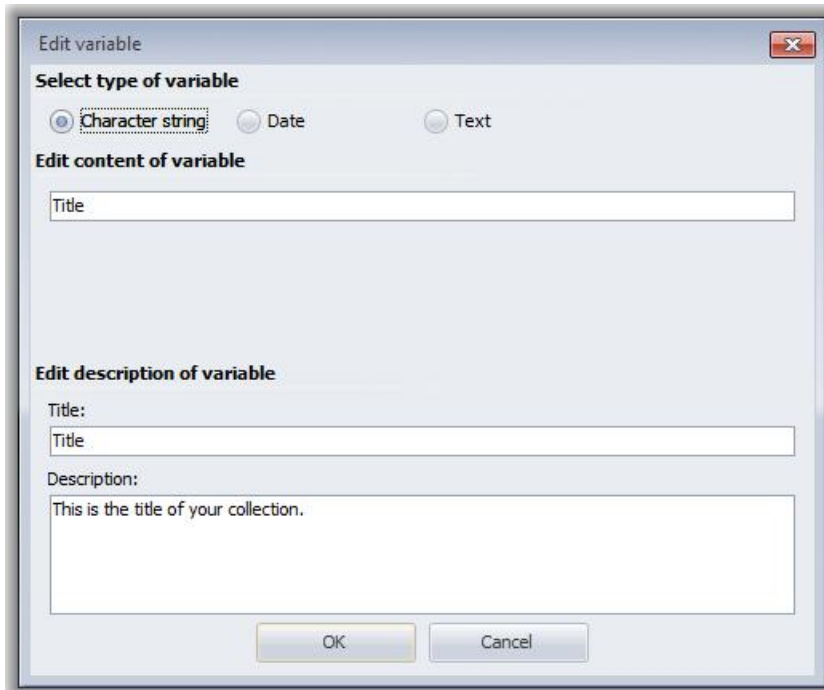 Edit variable
Select type of variable
Character string Date Text
Edit content of variable
Title
Edit description of variable
Title:
Title
Description:
This is the title of your collection.
OK Cancel